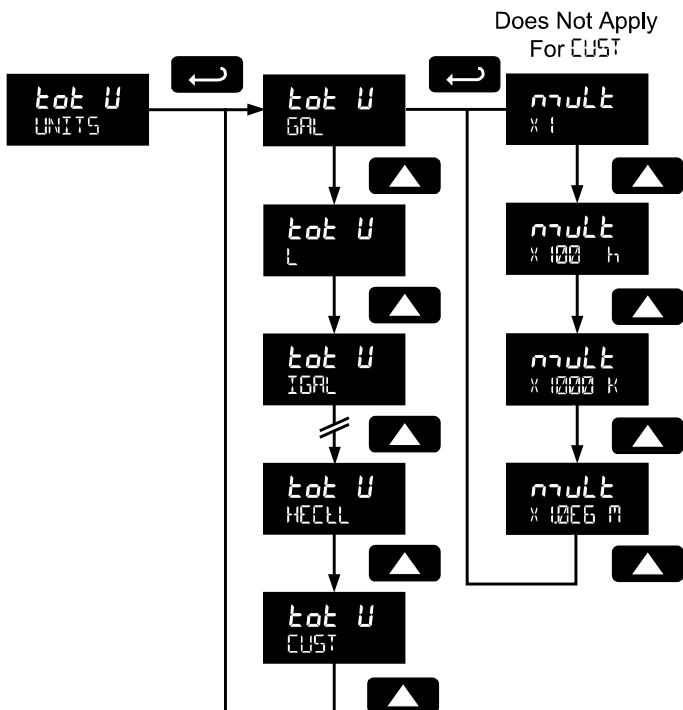 Does Not Apply
For CUST
tot U
UNITS
tot U
GAL
mult
X 1
tot U
L
mult
X 100 h
tot U
IGAL
mult
X 1000 K
tot U
HECtL
mult
X 1.0E6 M
tot U
CUST